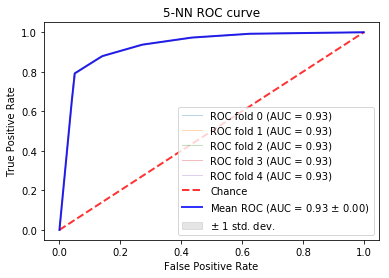 5-NN ROC curve
True Positive Rate
1.0
0.8
0.6
0.4
0.2
0.0
ROC fold 0 (AUC = 0.93)
ROC fold 1 (AUC = 0.93)
ROC fold 2 (AUC = 0.93)
ROC fold 3 (AUC = 0.93)
ROC fold 4 (AUC = 0.93)
Chance
Mean ROC (AUC = 0.93 ± 0.00)
± 1 std. dev.
0.0 0.2 0.4 0.6 0.8 1.0
False Positive Rate